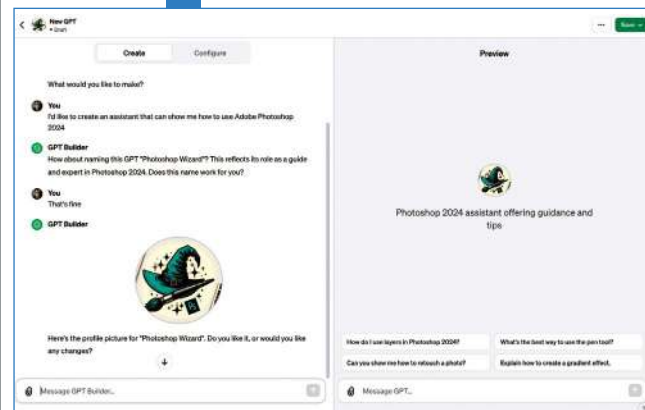 New GPT
• Draft
Save
Create
Configure
What would you like to make?
You
I'd like to create an assistant that can show me how to use Adobe Photoshop
2024
GPT Builder
How about naming this GPT "Photoshop Wizard"? This reflects its role as a guide
and expert in Photoshop 2024. Does this name work for you?
You
That's fine
GPT Builder
Here's the profile picture for "Photoshop Wizard". Do you like it, or would you like
any changes?
Message GPT Builder...
Preview
Photoshop 2024 assistant offering guidance and
tips
How do I use layers in Photoshop 2024?
What's the best way to use the pen tool?
Can you show me how to retouch a photo?
Explain how to create a gradient effect.
Message GPT...